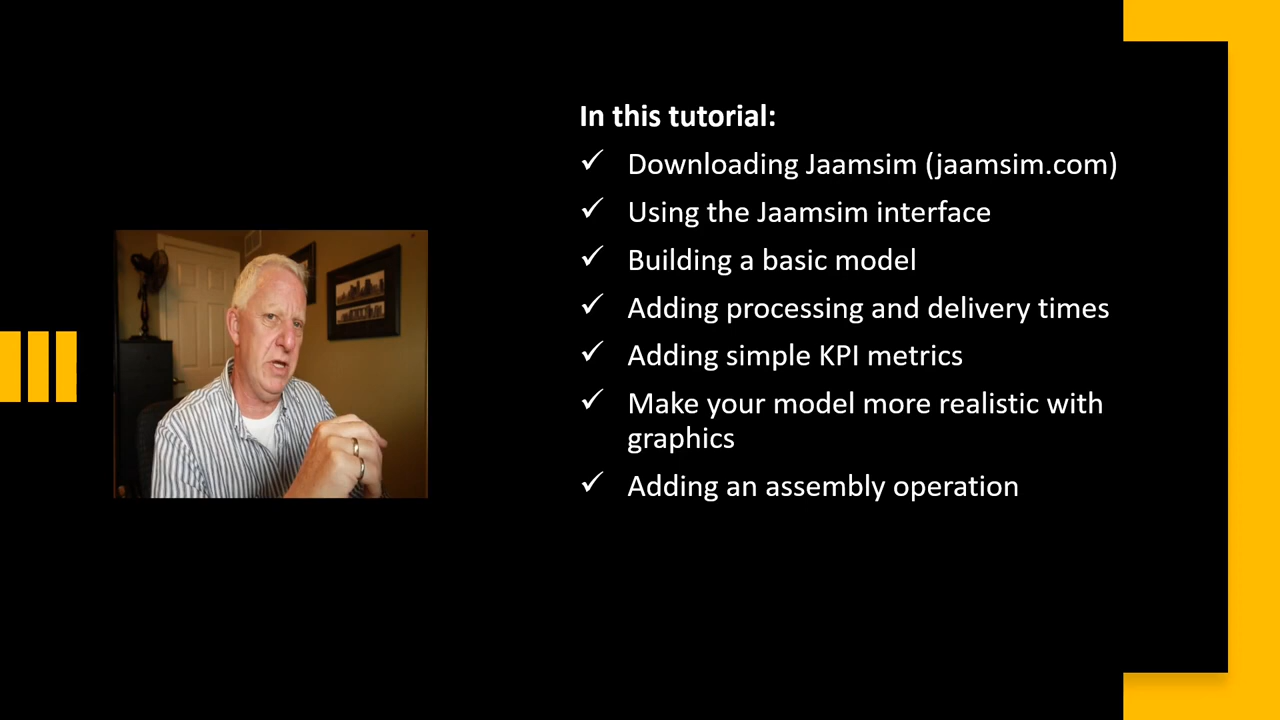 In this tutorial:
✓ Downloading Jaamsim (jaamsim.com)
✓ Using the Jaamsim interface
✓ Building a basic model
✓ Adding processing and delivery times
✓ Adding simple KPI metrics
✓ Make your model more realistic with
graphics
✓ Adding an assembly operation